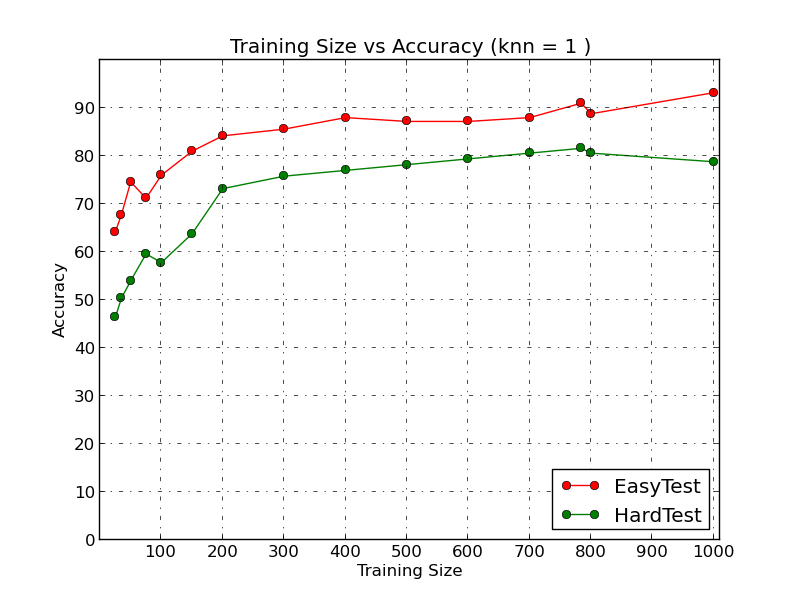 Training Size vs Accuracy (knn = 1 )
Accuracy
90
80
70
60
50
40
30
20
10
0
100 200 300 400 500 600 700 800 900 1000
Training Size
EasyTest
HardTest